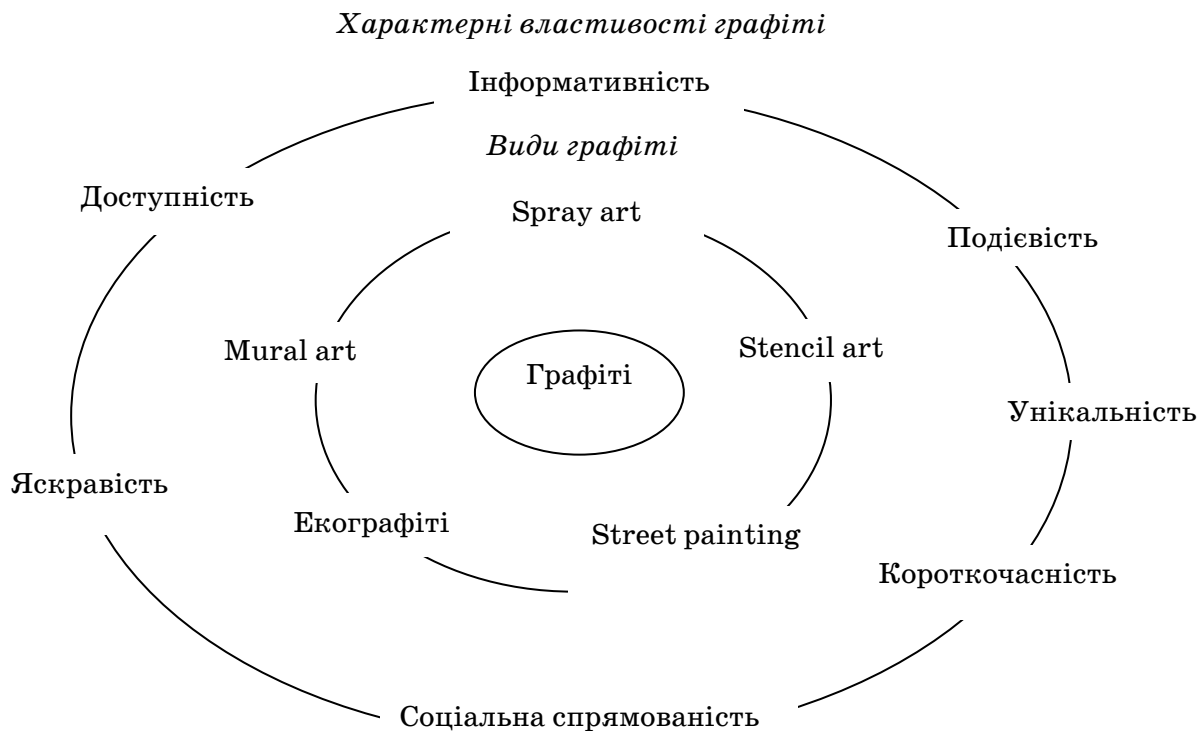 Характерні властивості графіті
Інформативність
Види графіті
Доступність
Spray art
Подієвість
Mural art
Stencil art
Графіті
Унікальність
Яскравість
Екографіті
Street painting
Короткочасність
Соціальна спрямованість